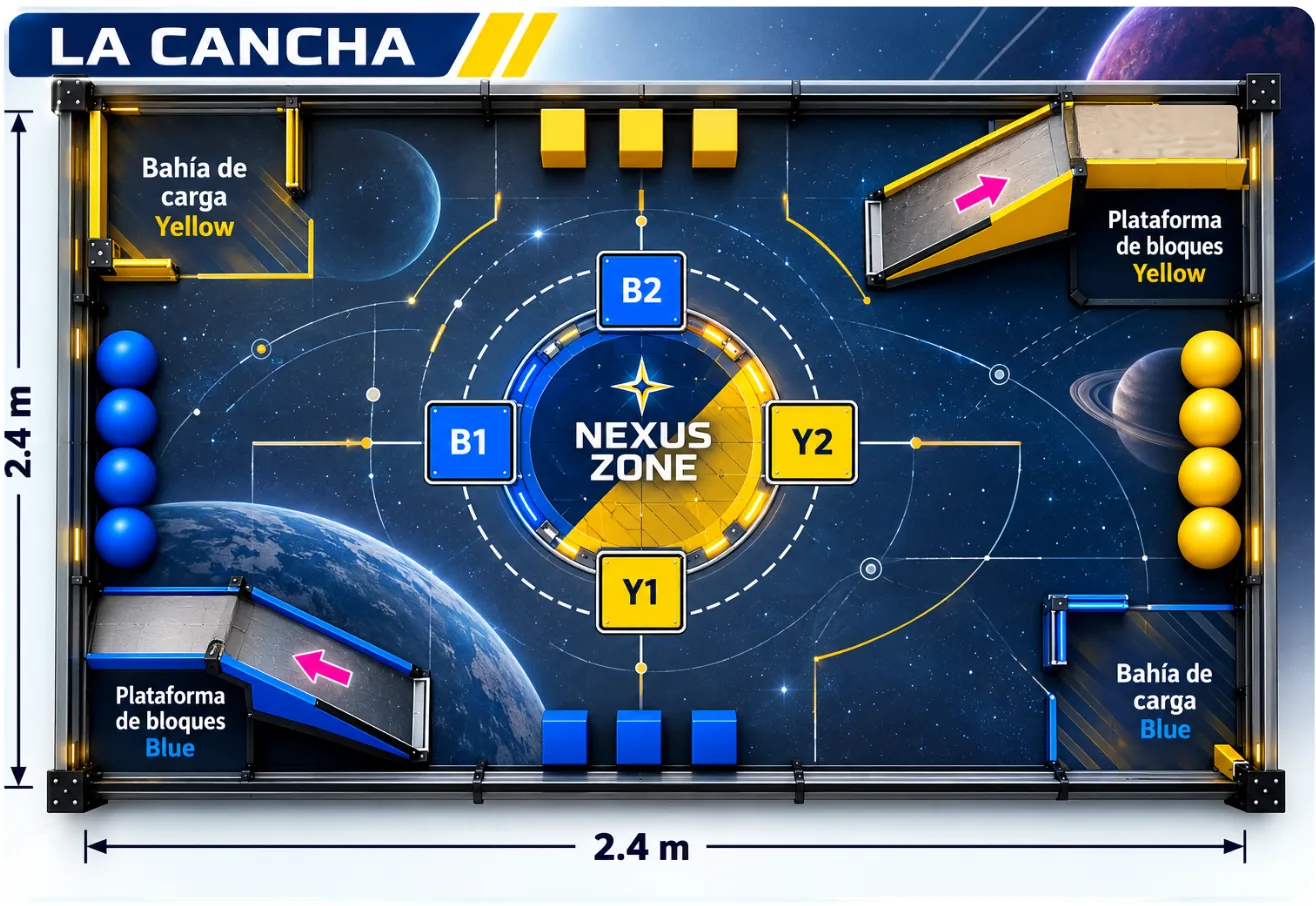 LA CANCHA
Bahía de
carga
Yellow
Plataforma
de bloques
Yellow
B2
B1
NEXUS
ZONE
Y2
Y1
2.4 m
Plataforma
de bloques
Blue
Bahía de
carga
Blue
2.4 m